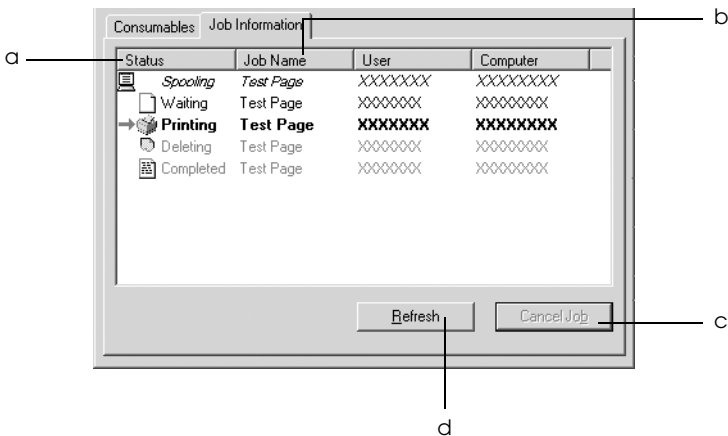 Consumables Job Information b
a Status Job Name User Computer
Spooling Test Page XXXXXXX XXXXXXXX
Waiting Test Page XXXXXXX XXXXXXXX
Printing Test Page XXXXXXX XXXXXXXX
Deleting Test Page XXXXXXX XXXXXXXX
Completed Test Page XXXXXXX XXXXXXXX
Refresh Cancel Job c
d